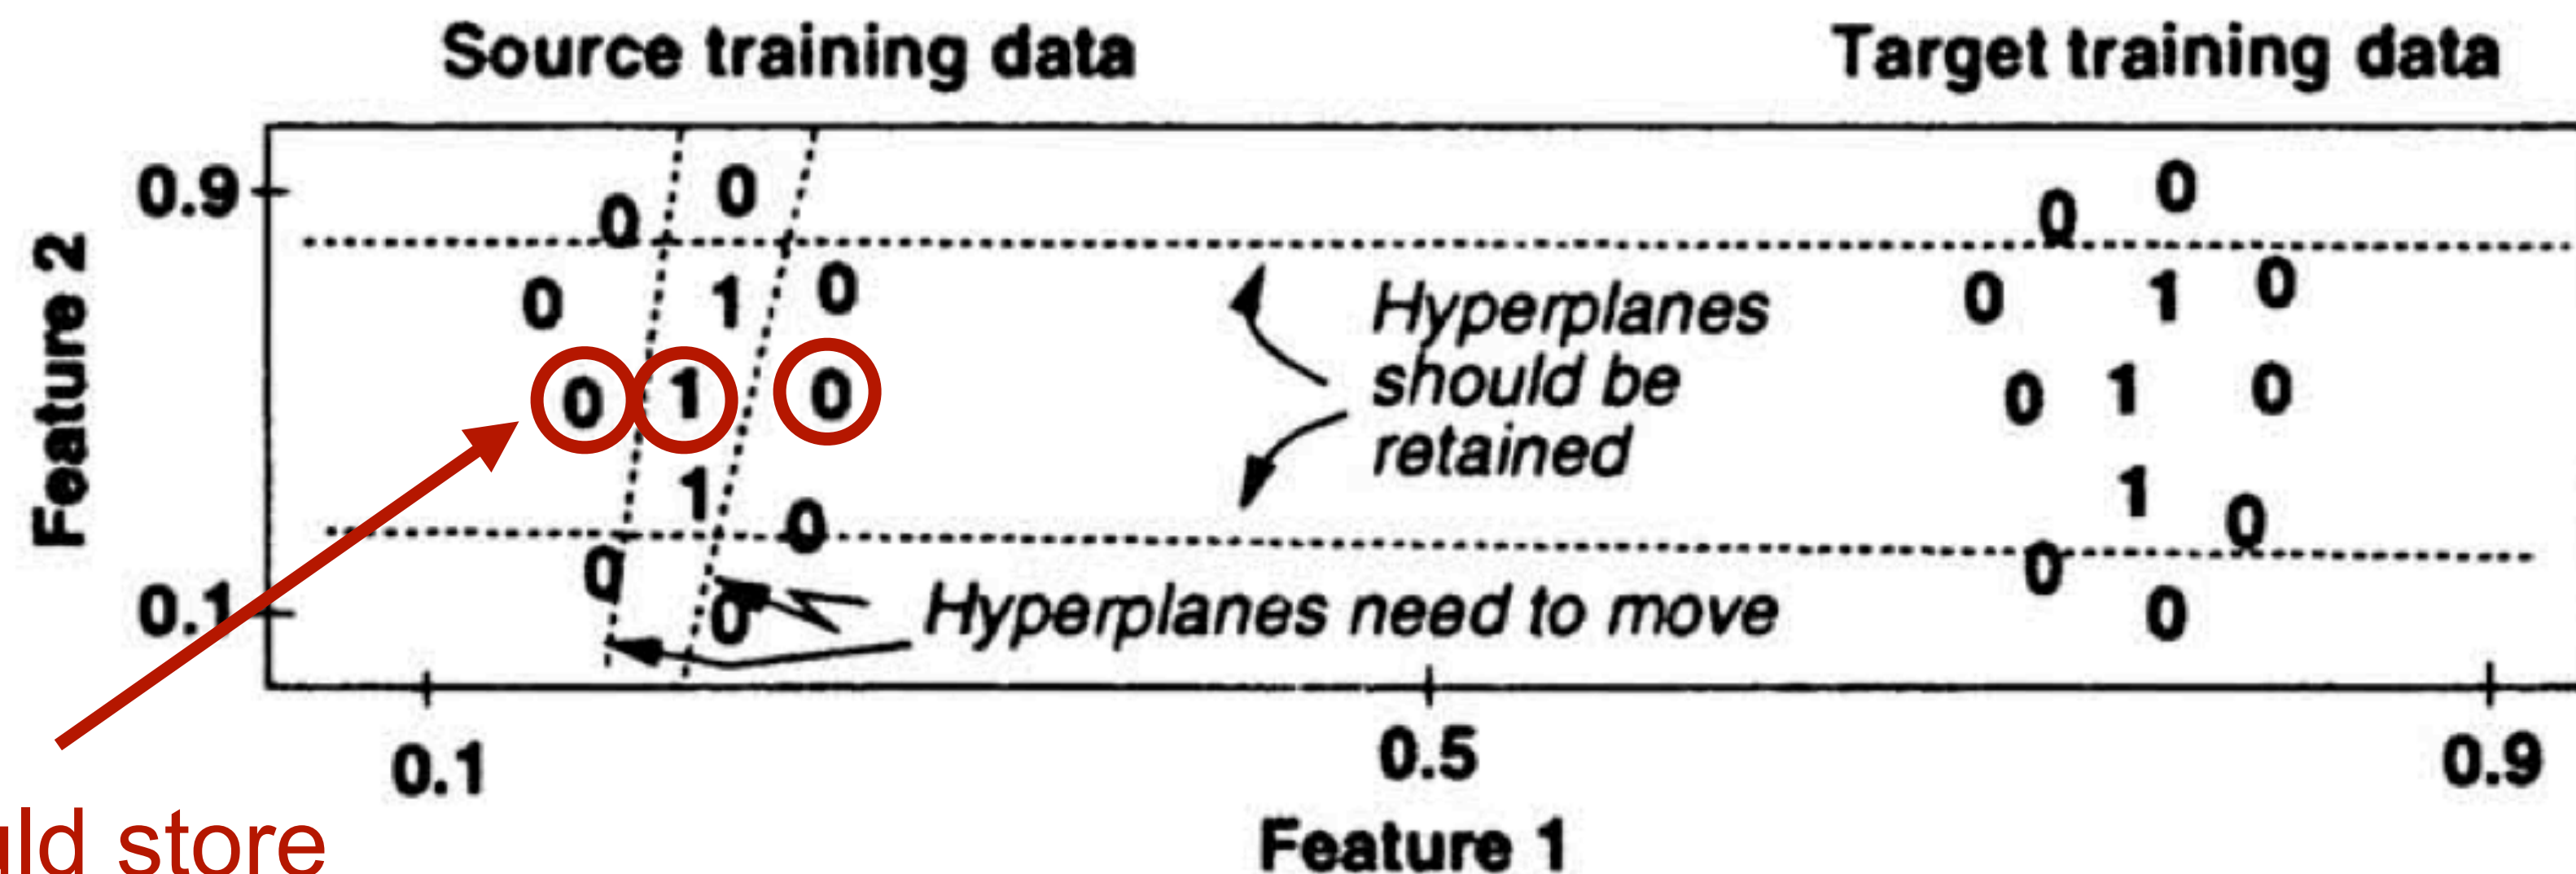 Source training data
Target training data
0.9
0 0
0 0
0 1 0
0 1 0
0 1 0
0 1 0
1 0
1 0
0 0
0 0
Hyperplanes
should be
retained
Hyperplanes need to move
Feature 2
0.1
0.1
0.5
0.9
Feature 1
store